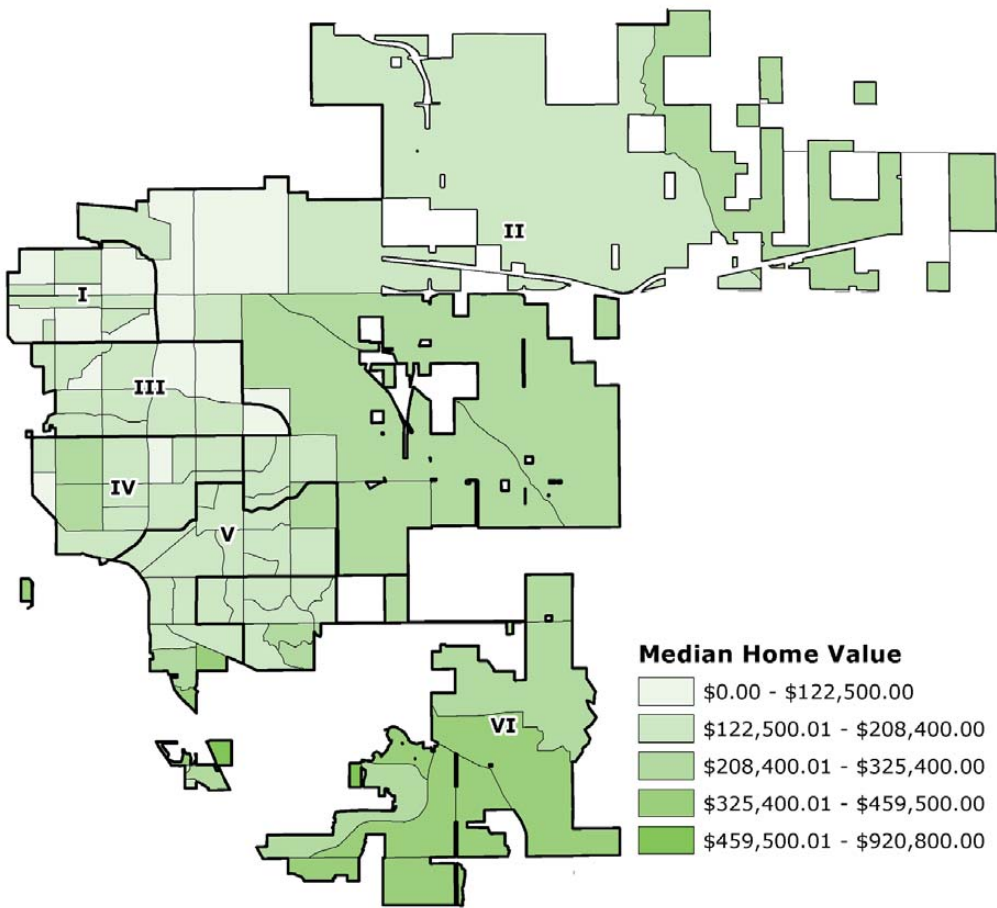 II
I
III
IV
V
VI
Median Home Value
$0.00 - $122,500.00
$122,500.01 - $208,400.00
$208,400.01 - $325,400.00
$325,400.01 - $459,500.00
$459,500.01 - $920,800.00